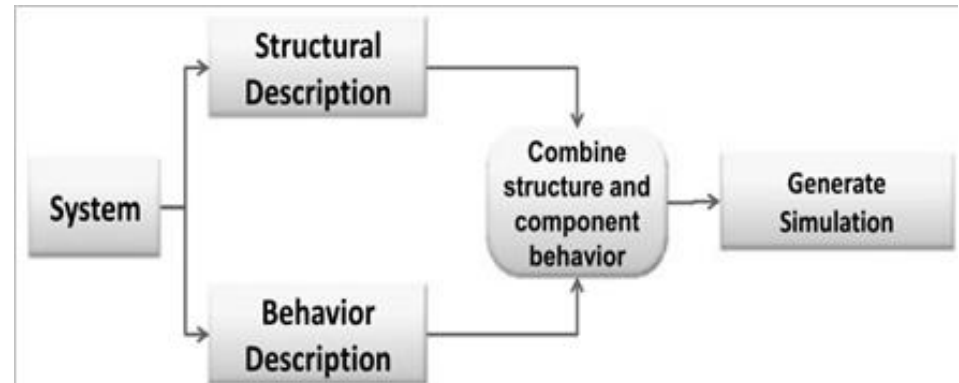 Structural
Description
System
Combine
structure and
component
behavior
Generate
Simulation
Behavior
Description